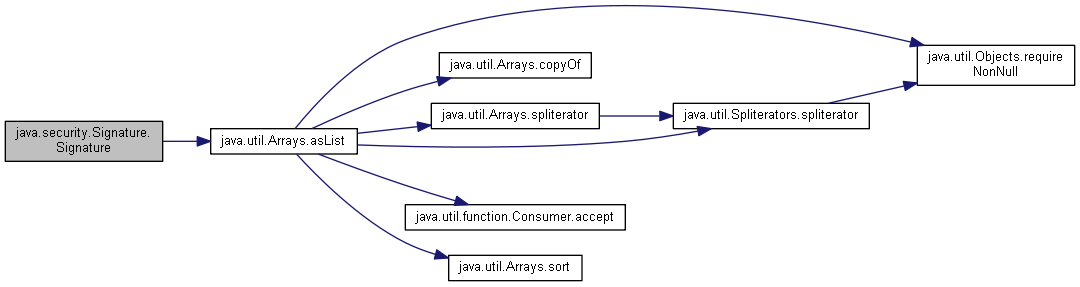 java.security.Signature.
Signature
java.util.Arrays.asList
java.util.Arrays.copyOf
java.util.Arrays.spliterator
java.util.function.Consumer.accept
java.util.Arrays.sort
java.util.Spliterators.spliterator
java.util.Objects.require
NonNull